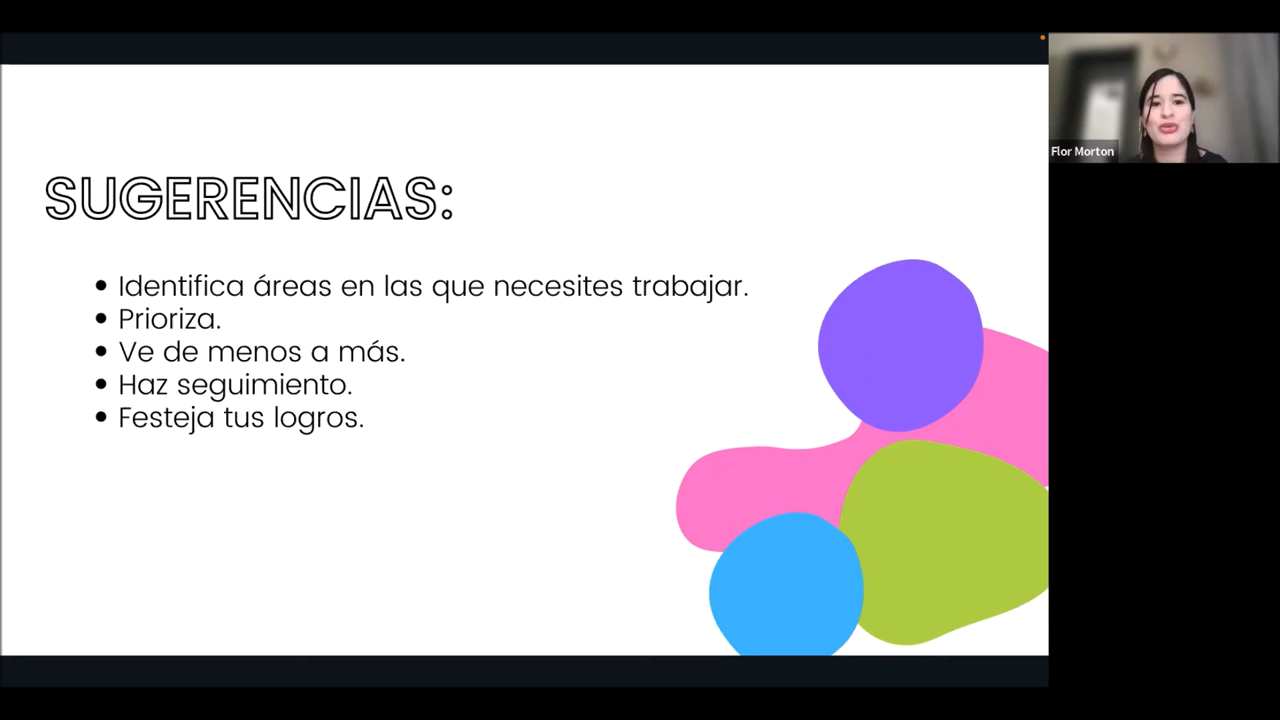 SUGERENCIAS:
• Identifica áreas en las que necesites trabajar.
• Prioriza.
• Ve de menos a más.
• Haz seguimiento.
• Festeja tus logros.
Flor Morton